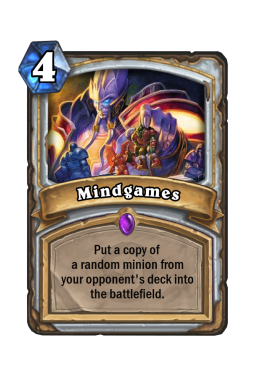 4
Mindgames
Put a copy of
a random minion from
your opponent's deck into
the battlefield.